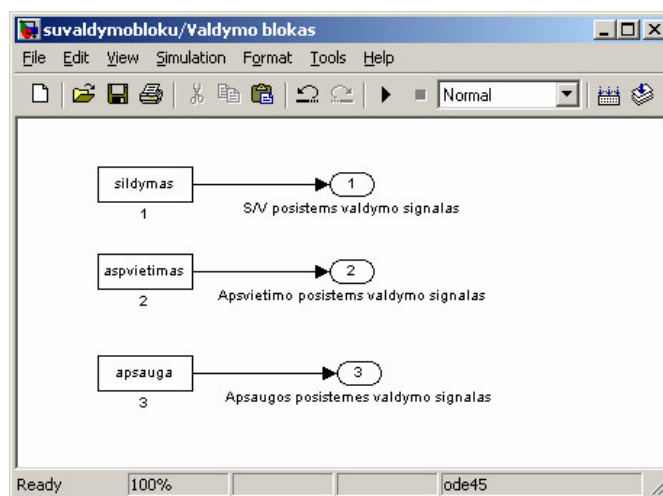 suvaldymobloku/Valdymo blokas
File Edit View Simulation Format Tools Help
Normal
sildymas
1
1
S/V posistems valdymo signalas
aspvietimas
2
2
Apsvietimo posistems valdymo signalas
apsauga
3
3
Apsaugos posistemes valdymo signalas
Ready 100% ode45